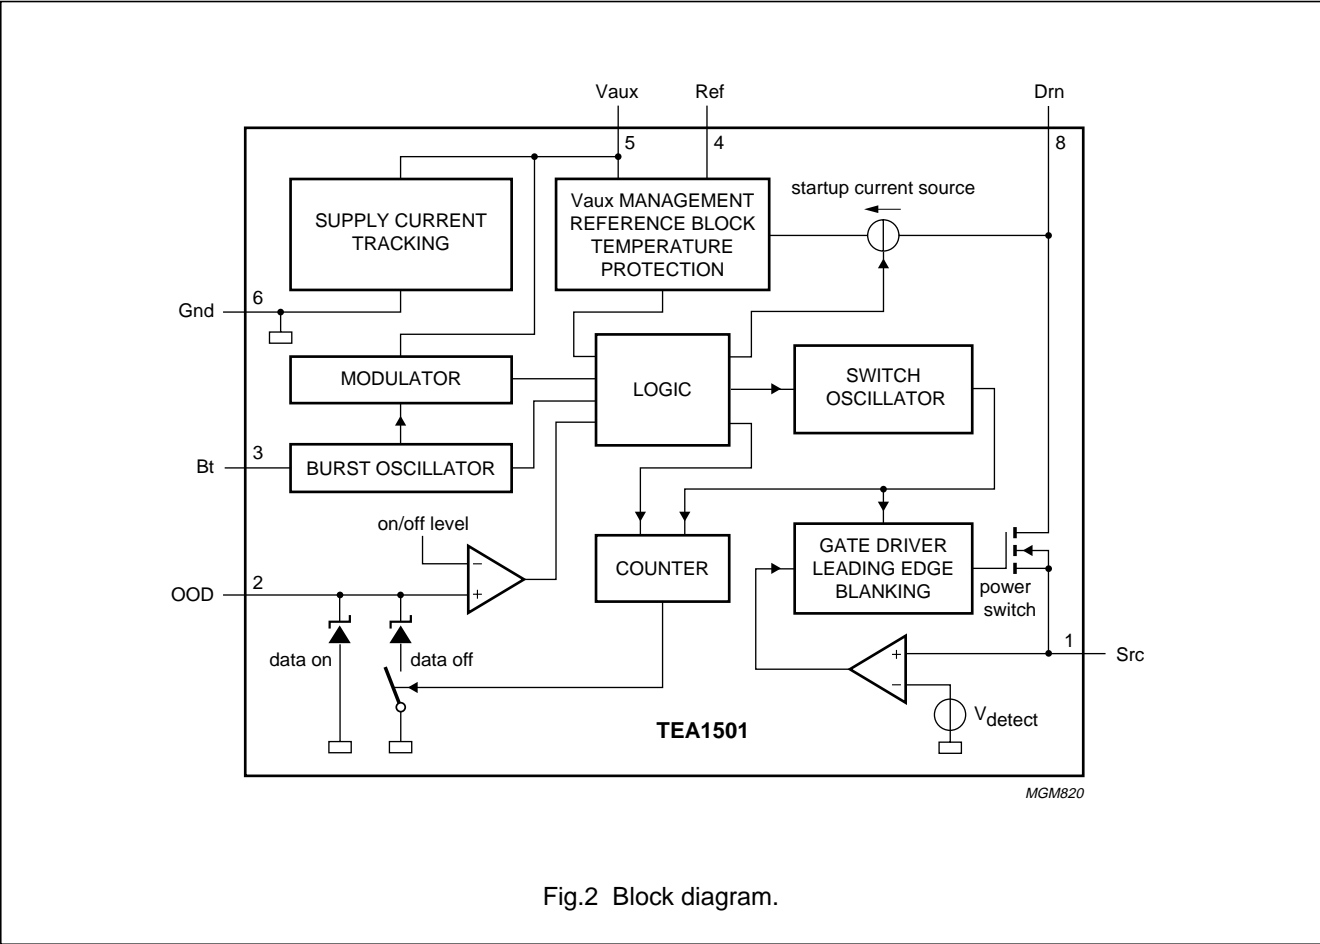 Vaux
Ref
Drn
5
4
8
startup current source
SUPPLY CURRENT
TRACKING
Vaux MANAGEMENT
REFERENCE BLOCK
TEMPERATURE
PROTECTION
Gnd
6
MODULATOR
LOGIC
SWITCH
OSCILLATOR
Bt
3
BURST OSCILLATOR
on/off level
−
+
OOD
2
COUNTER
GATE DRIVER
LEADING EDGE
BLANKING
power
switch
data on
data off
+
−
1
Src
Vdetect
TEA1501
MGM820
Fig.2 Block diagram.